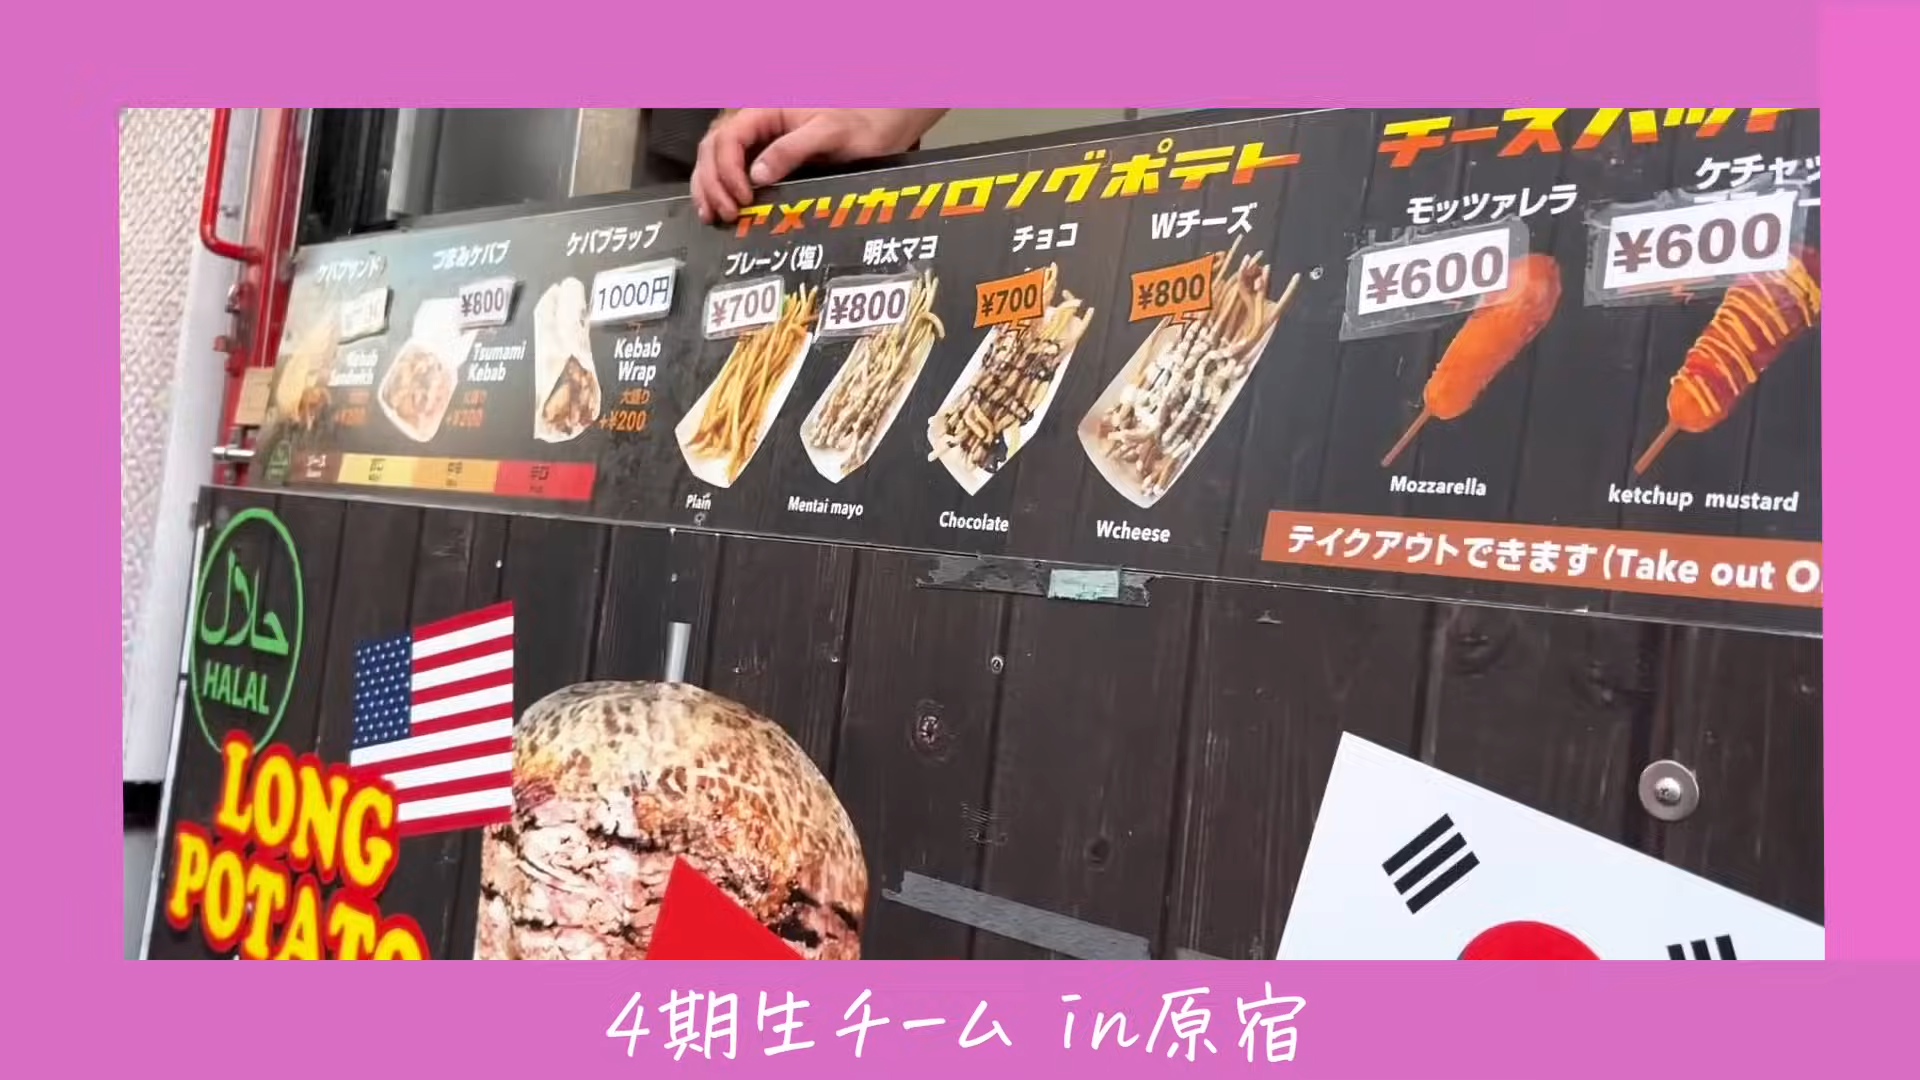 アメリカンロングポテト
チーズハット
ケバブサンド
つまみケバブ
ケバブラップ
プレーン(塩)
明太マヨ
チョコ
Wチーズ
モッツァレラ
ケチャッ
¥800
1000円
¥700
¥800
¥700
¥800
¥600
¥600
Kebab
Sandwich
Tsumami
Kebab
Kebab
Wrap
大盛り
+¥200
Plain
Mentai mayo
Chocolate
Wcheese
Mozzarella
ketchup mustard
テイクアウトできます(Take out O
حلال
HALAL
LONG
POTATO
4期生チーム in原宿